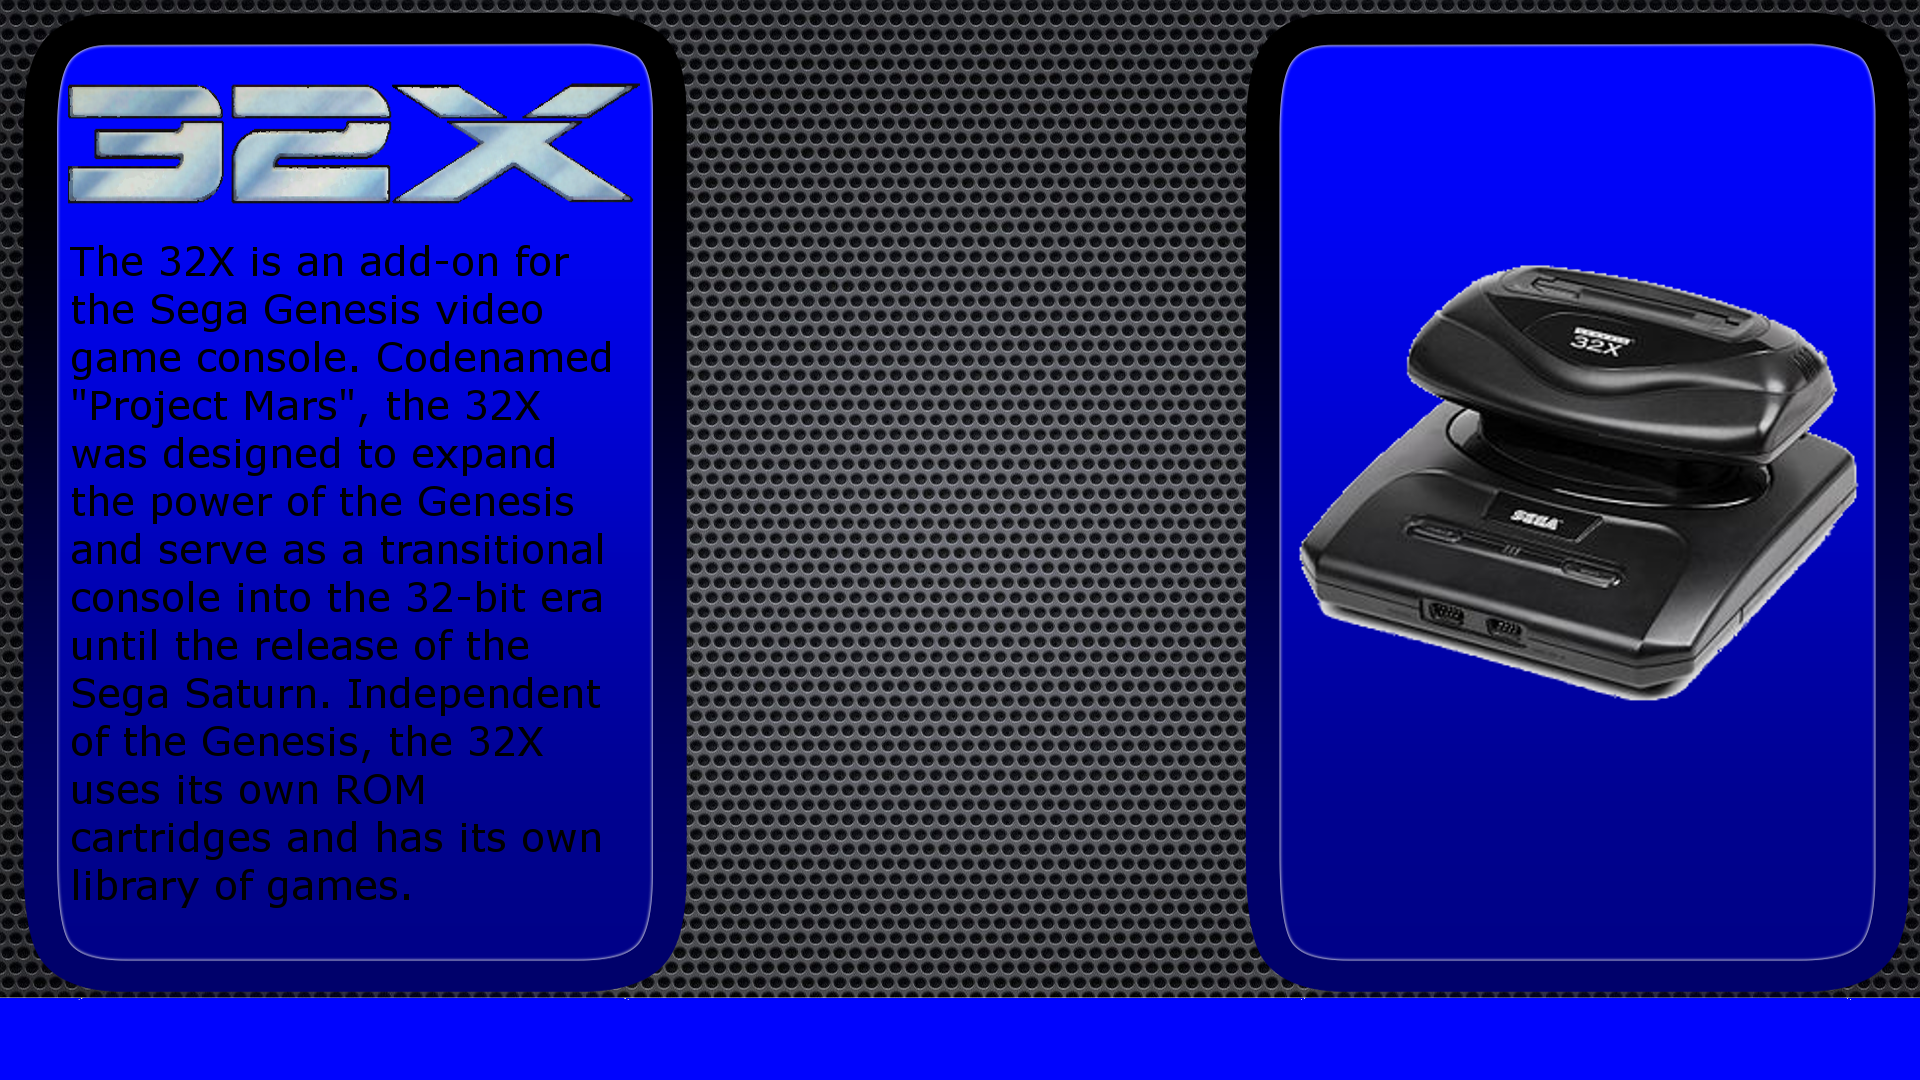 32X
The 32X is an add-on for
the Sega Genesis video
game console. Codenamed
"Project Mars", the 32X
was designed to expand
the power of the Genesis
and serve as a transitional
console into the 32-bit era
until the release of the
Sega Saturn. Independent
of the Genesis, the 32X
uses its own ROM
cartridges and has its own
library of games.
32X
SEGA